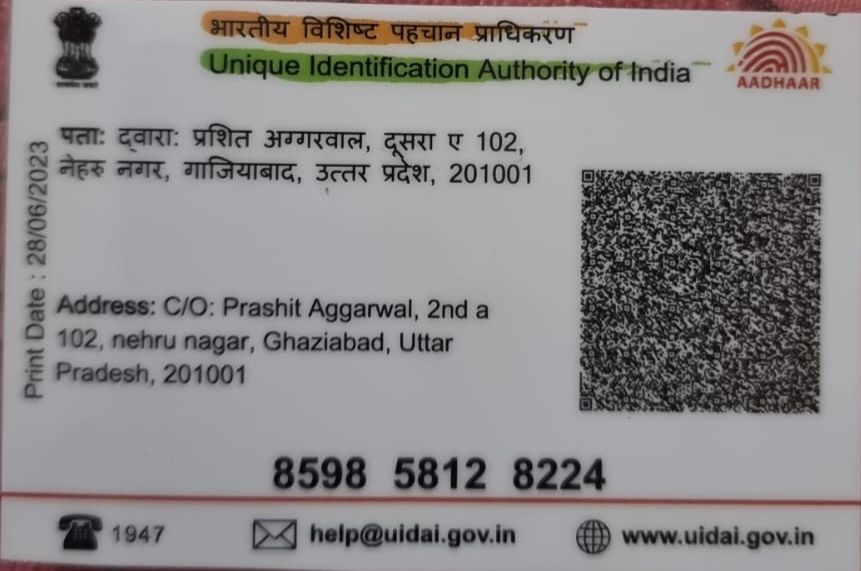 भारतीय विशिष्ट पहचान प्राधिकरण
Unique Identification Authority of India
AADHAAR
पता: द्वारा: प्रशित अग्गरवाल, दूसरा ए 102,
नेहरु नगर, गाजियाबाद, उत्तर प्रदेश, 201001
Print Date : 28/06/2023
Address: C/O: Prashit Aggarwal, 2nd a
102, nehru nagar, Ghaziabad, Uttar
Pradesh, 201001
8598 5812 8224
1947
help@uidai.gov.in
www.uidai.gov.in